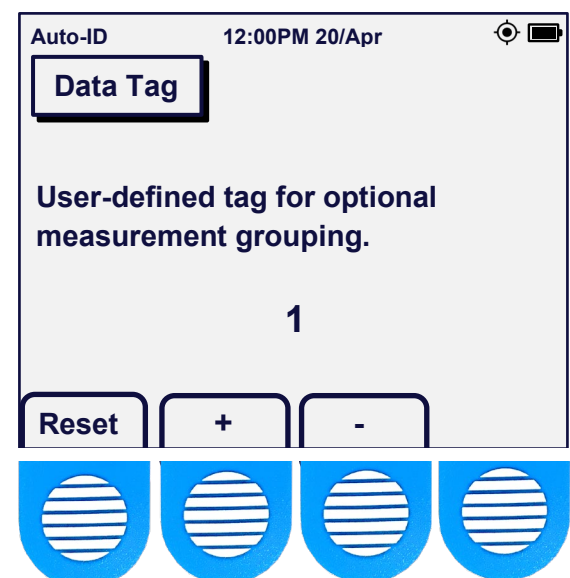 Auto-ID 12:00PM 20/Apr
Data Tag
User-defined tag for optional
measurement grouping.
1
Reset + -